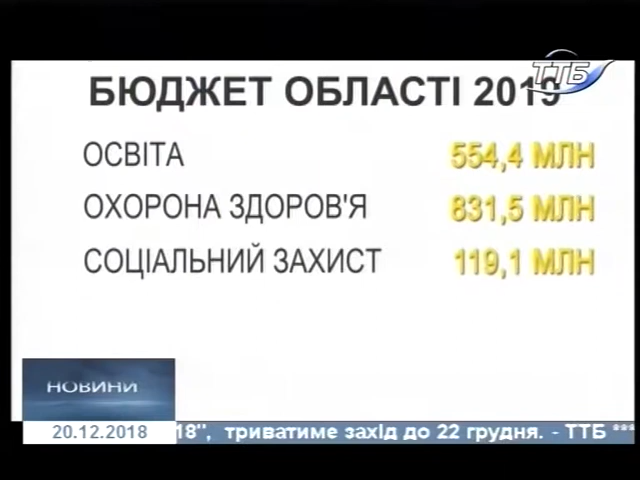 ТТБ
БЮДЖЕТ ОБЛАСТІ 2019
ОСВІТА 554,4 МЛН
ОХОРОНА ЗДОРОВ'Я 831,5 МЛН
СОЦІАЛЬНИЙ ЗАХИСТ 119,1 МЛН
НОВИНИ
20.12.2018 18", триватиме захід до 22 грудня. - ТТБ ***